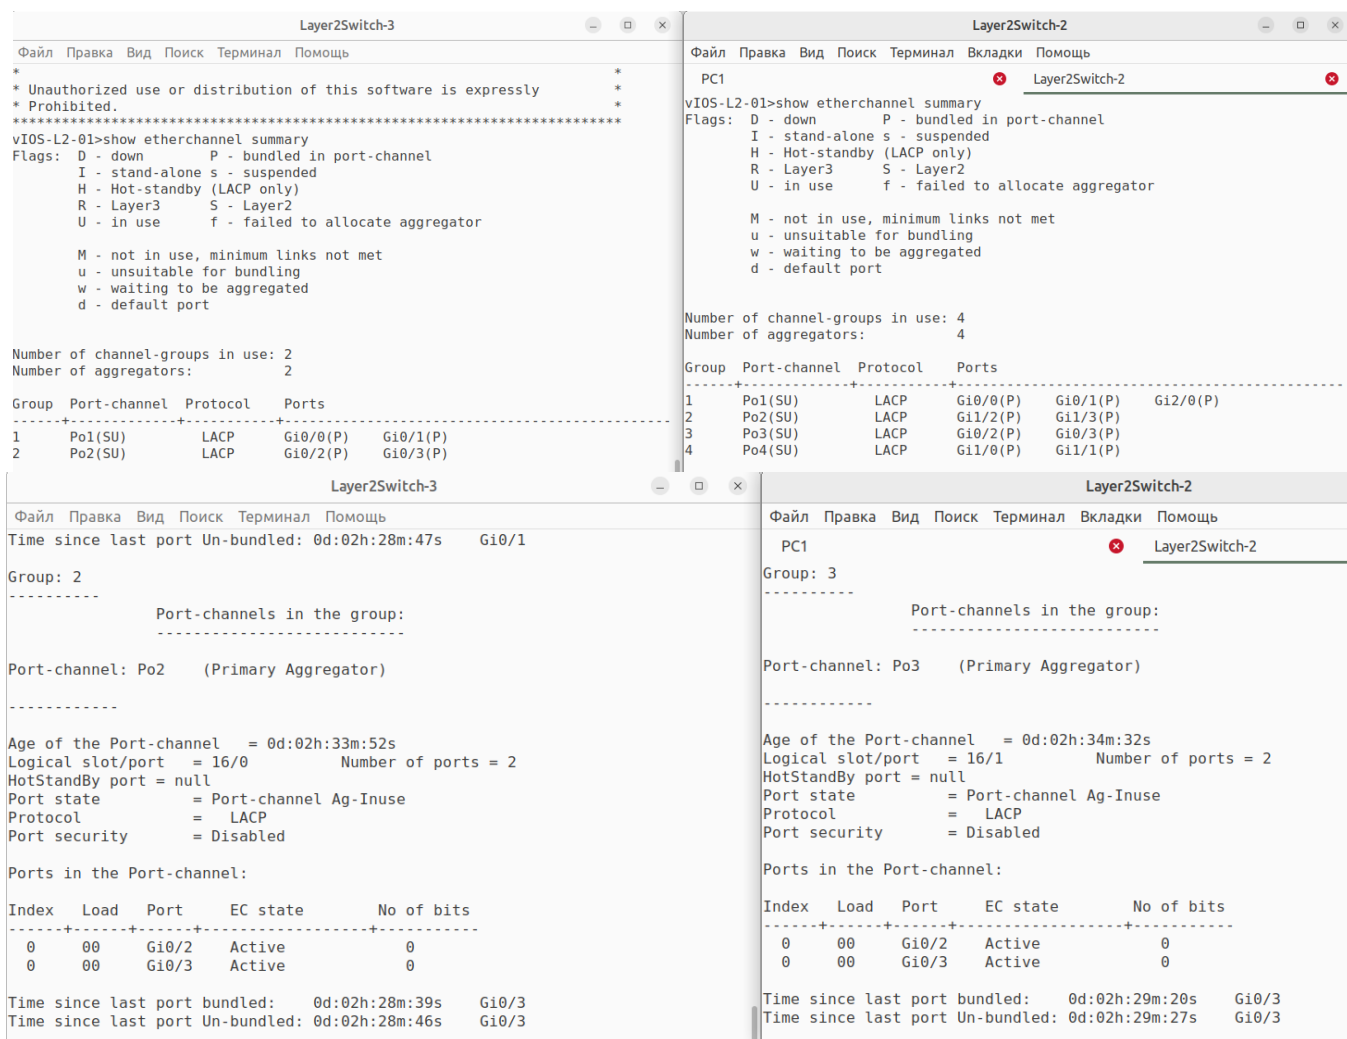 Layer2Switch-3
Файл Правка Вид Поиск Терминал Помощь
*                                                                        *
* Unauthorized use or distribution of this software is expressly         *
* Prohibited.                                                            *
**************************************************************************
vIOS-L2-01>show etherchannel summary
Flags:  D - down        P - bundled in port-channel
        I - stand-alone s - suspended
        H - Hot-standby (LACP only)
        R - Layer3      S - Layer2
        U - in use      f - failed to allocate aggregator

        M - not in use, minimum links not met
        u - unsuitable for bundling
        w - waiting to be aggregated
        d - default port

Number of channel-groups in use: 2
Number of aggregators:           2

Group  Port-channel  Protocol    Ports
------+-------------+-----------+-----------------------------------------------
1      Po1(SU)         LACP      Gi0/0(P)    Gi0/1(P)
2      Po2(SU)         LACP      Gi0/2(P)    Gi0/3(P)
Layer2Switch-2
Файл Правка Вид Поиск Терминал Вкладки Помощь
PC1 Layer2Switch-2
vIOS-L2-01>show etherchannel summary
Flags:  D - down        P - bundled in port-channel
        I - stand-alone s - suspended
        H - Hot-standby (LACP only)
        R - Layer3      S - Layer2
        U - in use      f - failed to allocate aggregator

        M - not in use, minimum links not met
        u - unsuitable for bundling
        w - waiting to be aggregated
        d - default port

Number of channel-groups in use: 4
Number of aggregators:           4

Group  Port-channel  Protocol    Ports
------+-------------+-----------+-----------------------------------------------
1      Po1(SU)         LACP      Gi0/0(P)    Gi0/1(P)    Gi2/0(P)
2      Po2(SU)         LACP      Gi1/2(P)    Gi1/3(P)
3      Po3(SU)         LACP      Gi0/2(P)    Gi0/3(P)
4      Po4(SU)         LACP      Gi1/0(P)    Gi1/1(P)
Layer2Switch-3
Файл Правка Вид Поиск Терминал Помощь
Time since last port Un-bundled: 0d:02h:28m:47s    Gi0/1

Group: 2
----------
                Port-channels in the group:
                ---------------------------

Port-channel: Po2    (Primary Aggregator)

------------

Age of the Port-channel   = 0d:02h:33m:52s
Logical slot/port   = 16/0          Number of ports = 2
HotStandBy port = null
Port state          = Port-channel Ag-Inuse
Protocol            =   LACP
Port security       = Disabled

Ports in the Port-channel:

Index   Load   Port     EC state        No of bits
------+------+------+------------------+-----------
  0     00     Gi0/2    Active             0
  0     00     Gi0/3    Active             0

Time since last port bundled:    0d:02h:28m:39s    Gi0/3
Time since last port Un-bundled: 0d:02h:28m:46s    Gi0/3
Layer2Switch-2
Файл Правка Вид Поиск Терминал Вкладки Помощь
PC1 Layer2Switch-2
Group: 3
----------
                Port-channels in the group:
                ---------------------------

Port-channel: Po3    (Primary Aggregator)

------------

Age of the Port-channel   = 0d:02h:34m:32s
Logical slot/port   = 16/1          Number of ports = 2
HotStandBy port = null
Port state          = Port-channel Ag-Inuse
Protocol            =   LACP
Port security       = Disabled

Ports in the Port-channel:

Index   Load   Port     EC state        No of bits
------+------+------+------------------+-----------
  0     00     Gi0/2    Active             0
  0     00     Gi0/3    Active             0

Time since last port bundled:    0d:02h:29m:20s    Gi0/3
Time since last port Un-bundled: 0d:02h:29m:27s    Gi0/3